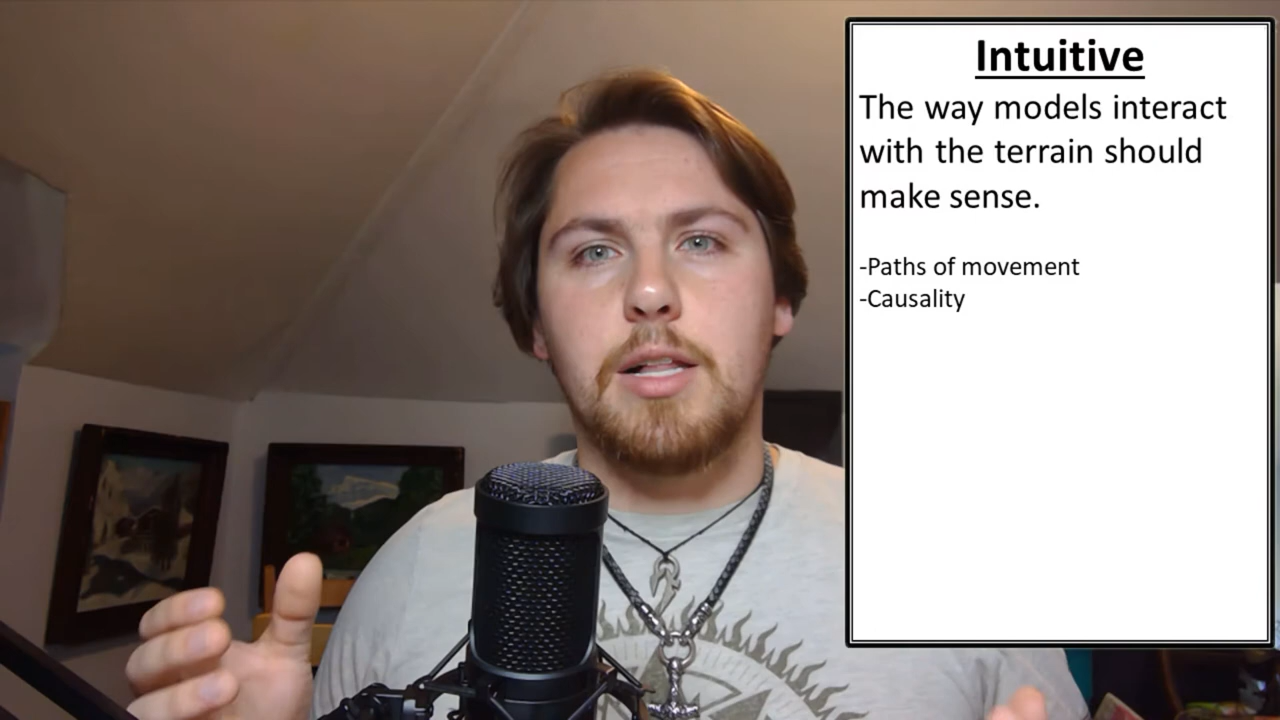 Intuitive
The way models interact
with the terrain should
make sense.
-Paths of movement
-Causality